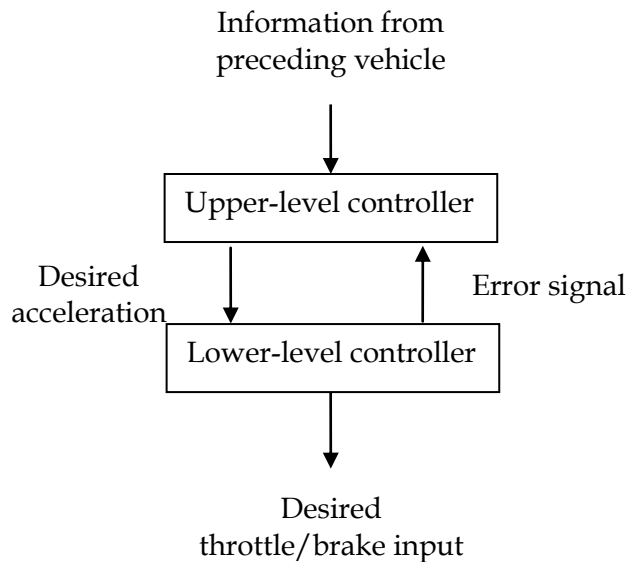 Information from
preceding vehicle
Upper-level controller
Desired
acceleration
Error signal
Lower-level controller
Desired
throttle/brake input